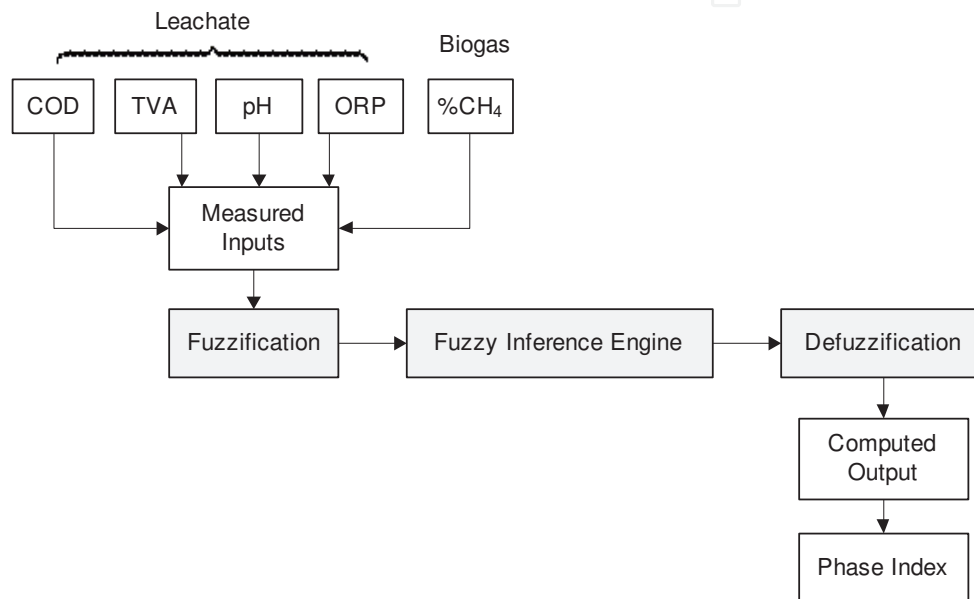 Leachate
Biogas
COD
TVA
pH
ORP
%CH₄
Measured
Inputs
Fuzzification
Fuzzy Inference Engine
Defuzzification
Computed
Output
Phase Index